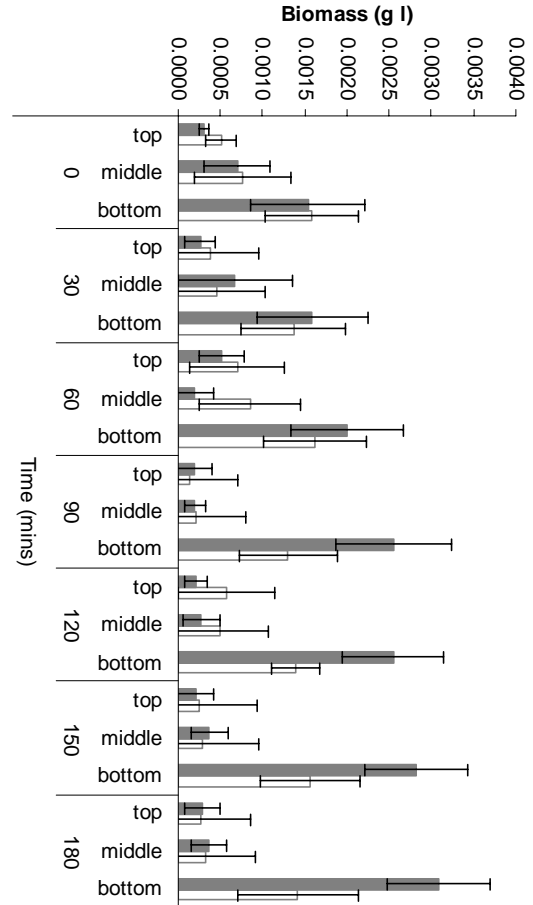 Biomass (g l)
0.0040
0.0035
0.0030
0.0025
0.0020
0.0015
0.0010
0.0005
0.0000
top
middle
bottom
top
middle
bottom
top
middle
bottom
top
middle
bottom
top
middle
bottom
top
middle
bottom
top
middle
bottom
0
30
60
90
120
150
180
Time (mins)